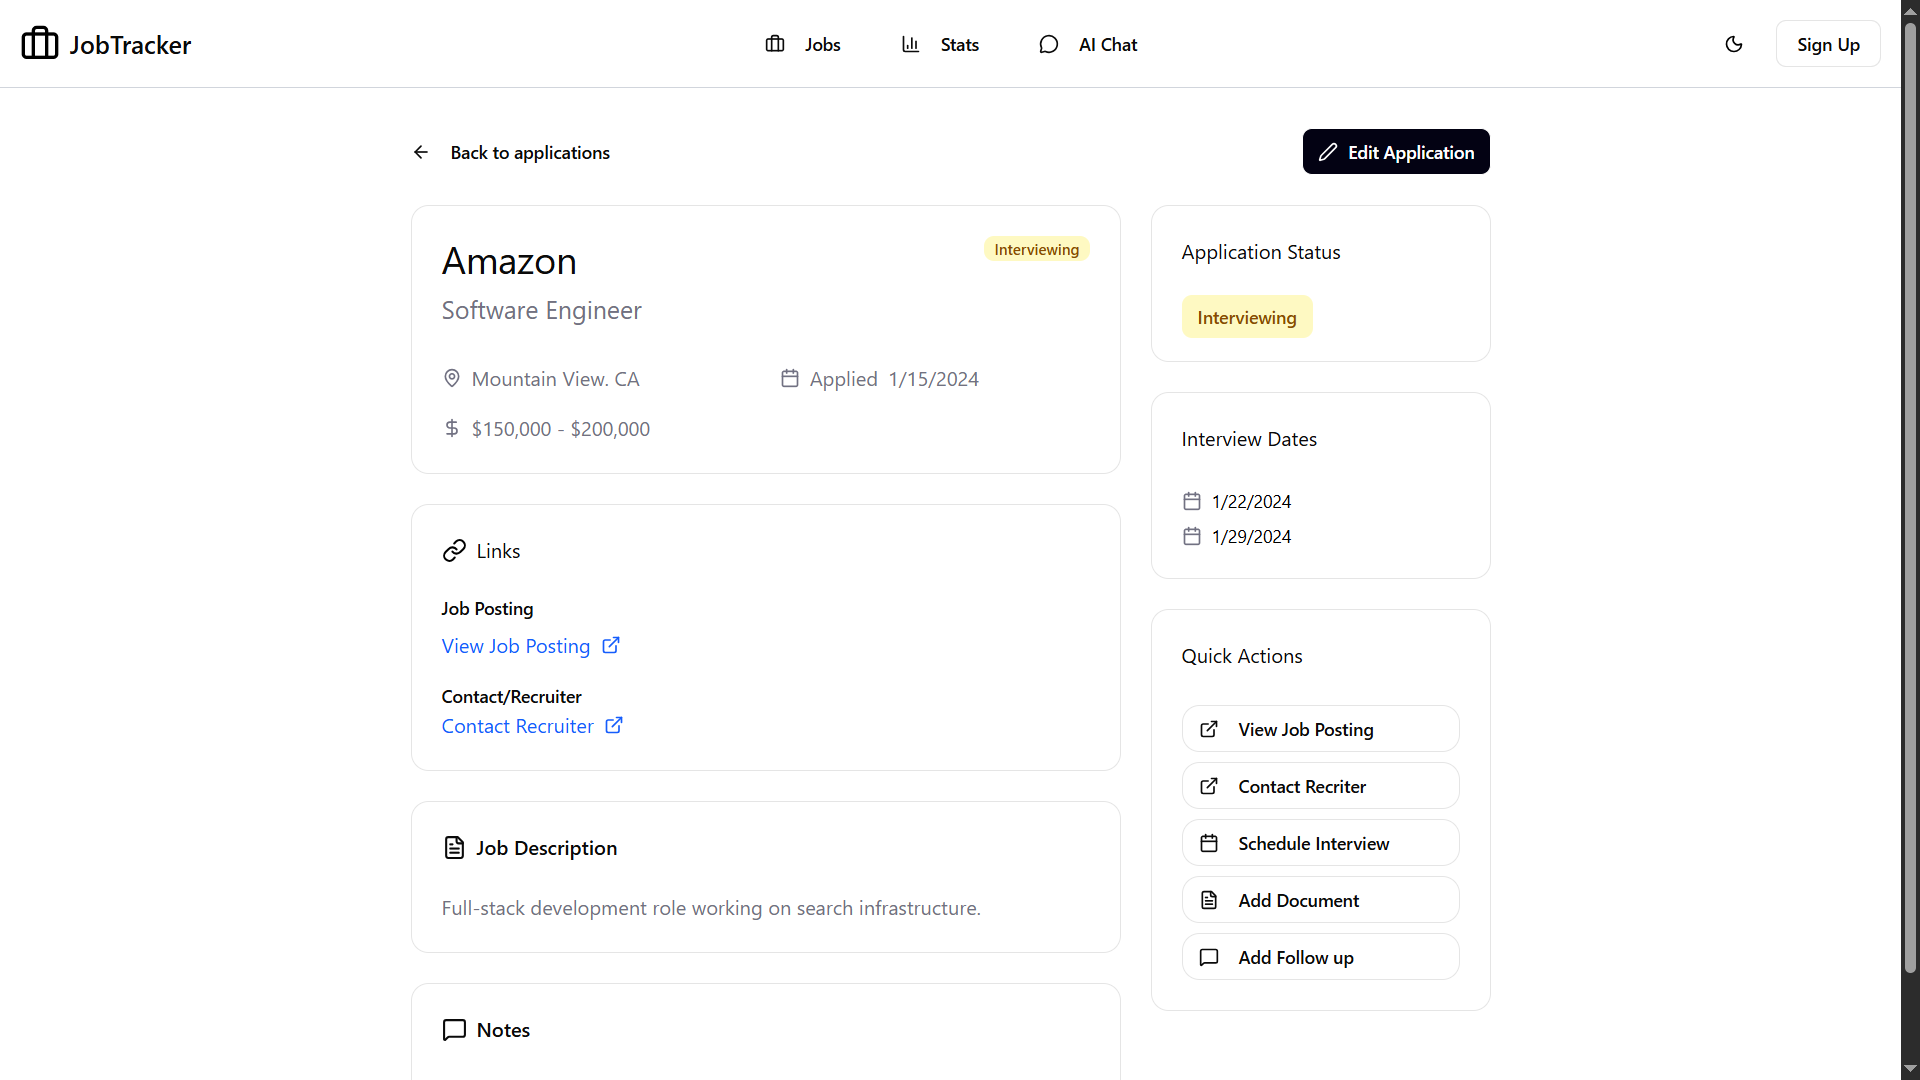 JobTracker
Jobs
Stats
AI Chat
Sign Up
Back to applications
Edit Application
Amazon
Interviewing
Software Engineer
Mountain View. CA
Applied 1/15/2024
$150,000 - $200,000
Links
Job Posting
View Job Posting
Contact/Recruiter
Contact Recruiter
Job Description
Full-stack development role working on search infrastructure.
Notes
Application Status
Interviewing
Interview Dates
1/22/2024
1/29/2024
Quick Actions
View Job Posting
Contact Recriter
Schedule Interview
Add Document
Add Follow up